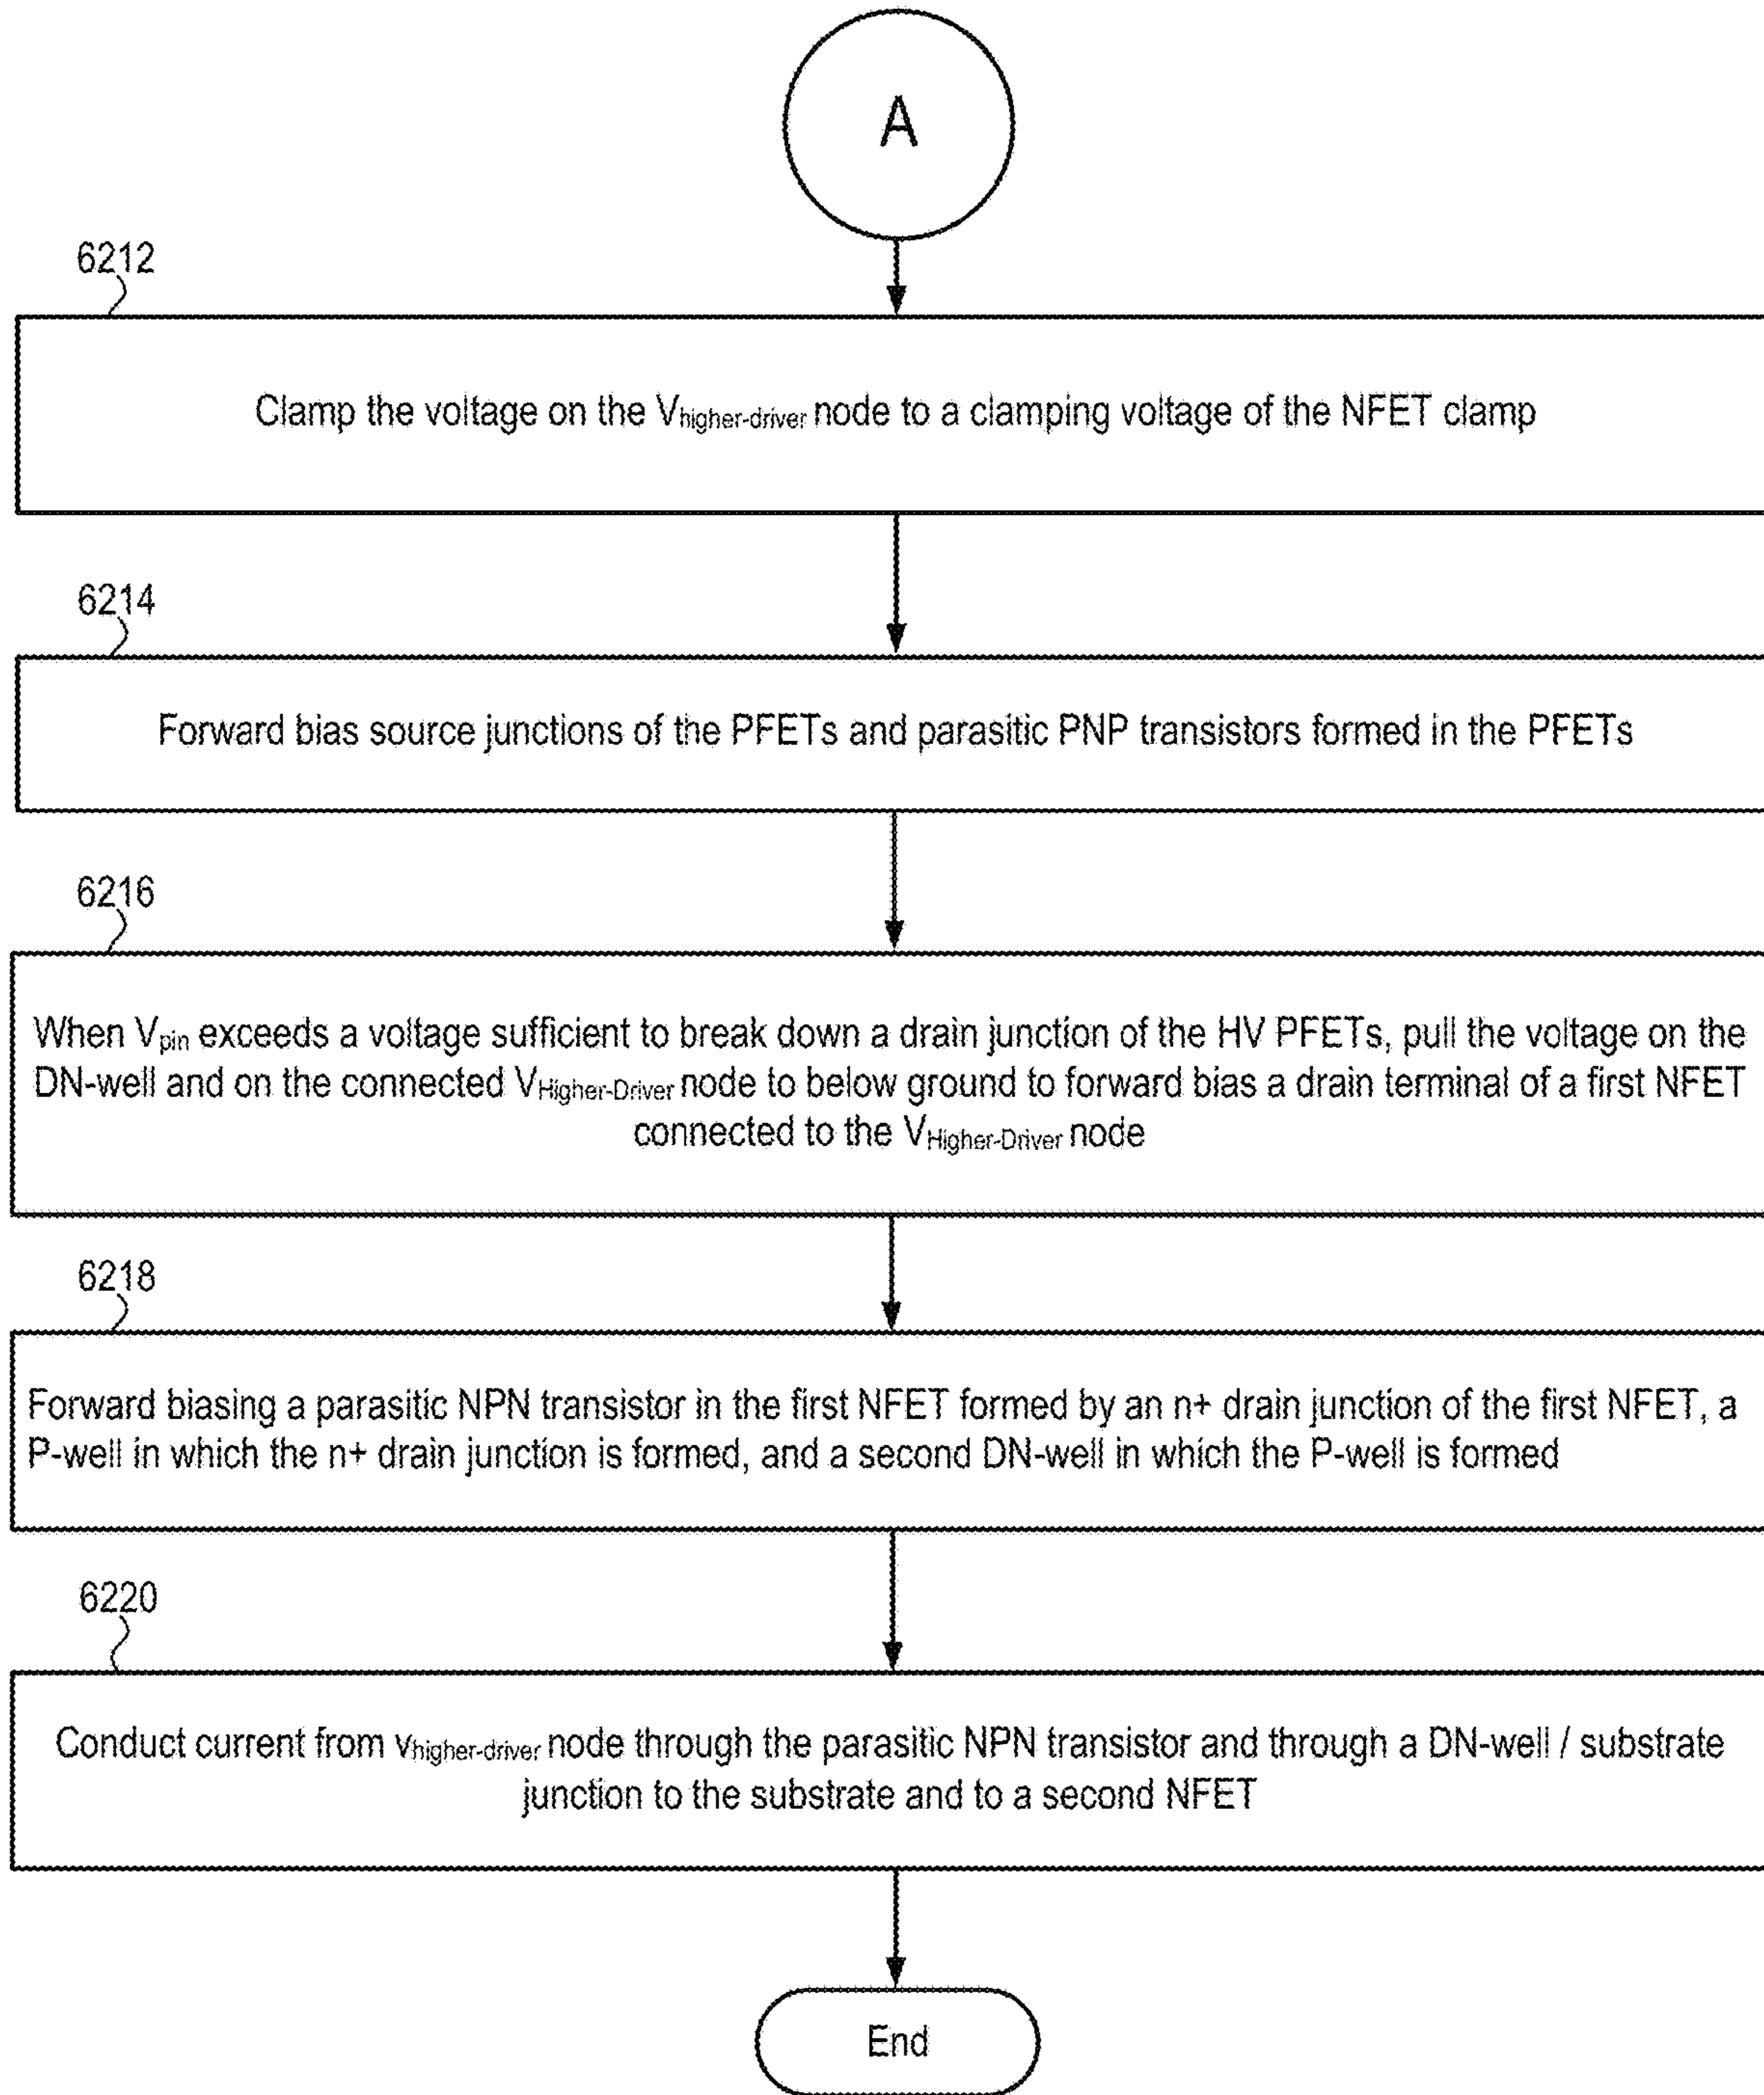 A
6212
Clamp the voltage on the Vhigher-driver node to a clamping voltage of the NFET clamp
6214
Forward bias source junctions of the PFETs and parasitic PNP transistors formed in the PFETs
6216
When Vpin exceeds a voltage sufficient to break down a drain junction of the HV PFETs, pull the voltage on the
DN-well and on the connected VHigher-Driver node to below ground to forward bias a drain terminal of a first NFET
connected to the VHigher-Driver node
6218
Forward biasing a parasitic NPN transistor in the first NFET formed by an n+ drain junction of the first NFET, a
P-well in which the n+ drain junction is formed, and a second DN-well in which the P-well is formed
6220
Conduct current from vhigher-driver node through the parasitic NPN transistor and through a DN-well / substrate
junction to the substrate and to a second NFET
End